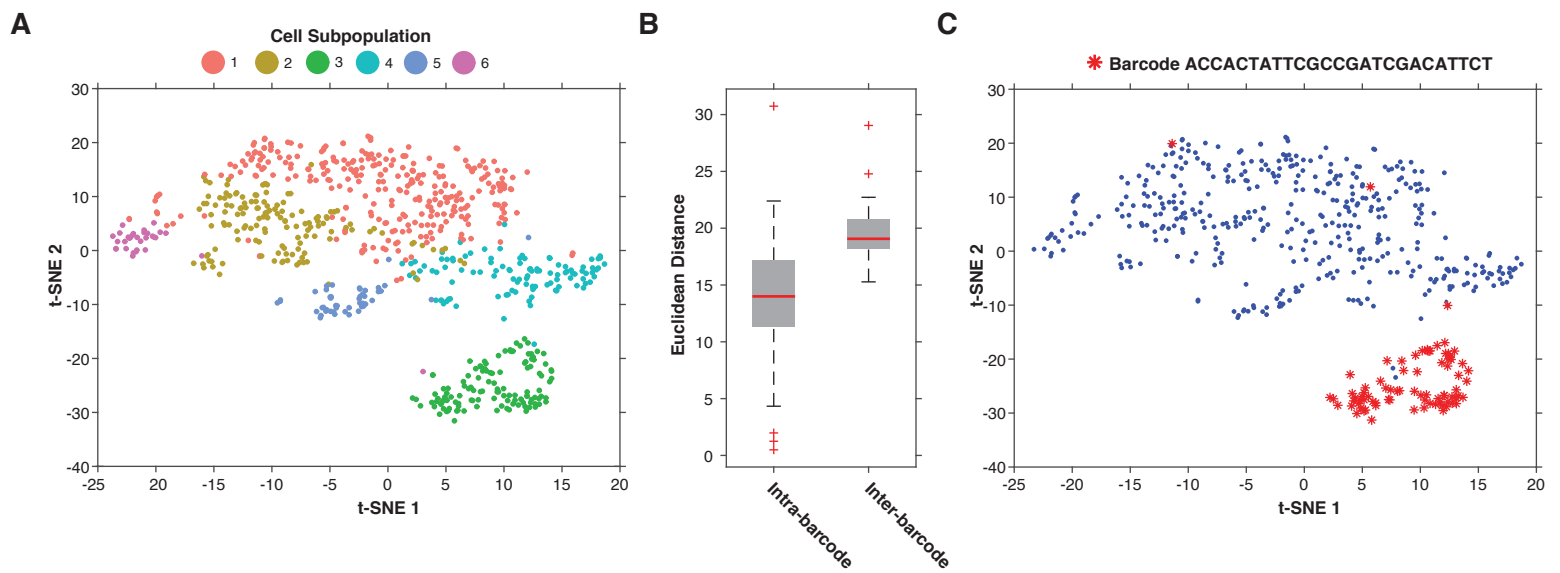 A
Cell Subpopulation
1 2 3 4 5 6
30
20
10
0
-10
-20
-30
-40
t-SNE 2
-25 20 -15 -10 -5 0 5 10 15 20
t-SNE 1
B
30
25
20
15
10
5
0
Euclidean Distance
Intra-barcode
Inter-barcode
C
Barcode ACCACTATTCGCCGATCGACATTCT
30
20
10
0
-10
-20
-30
-40
t-SNE 2
-25 -20 -15 -10 -5 0 5 10 15 20
t-SNE 1